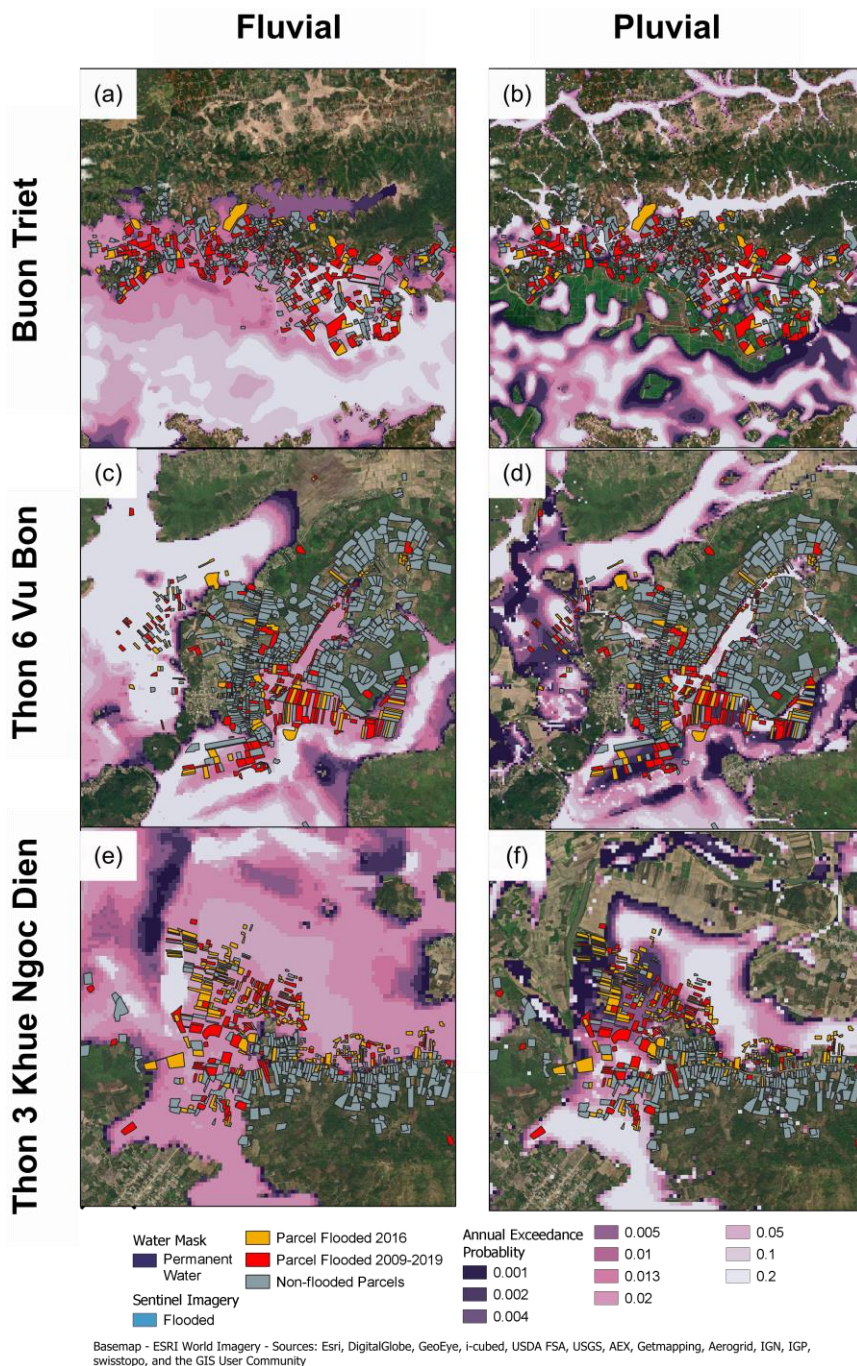 Fluvial
Pluvial
Buon Triet
(a)
(b)
Thon 6 Vu Bon
(c)
(d)
Thon 3 Khue Ngoc Dien
(e)
(f)
Water Mask
Permanent
Water
Sentinel Imagery
Flooded
Parcel Flooded 2016
Parcel Flooded 2009-2019
Non-flooded Parcels
Annual Exceedance
Probablity
0.001
0.002
0.004
0.005
0.01
0.013
0.02
0.05
0.1
0.2
Basemap - ESRI World Imagery - Sources: Esri, DigitalGlobe, GeoEye, i-cubed, USDA FSA, USGS, AEX, Getmapping, Aerogrid, IGN, IGP,
swisstopo, and the GIS User Community